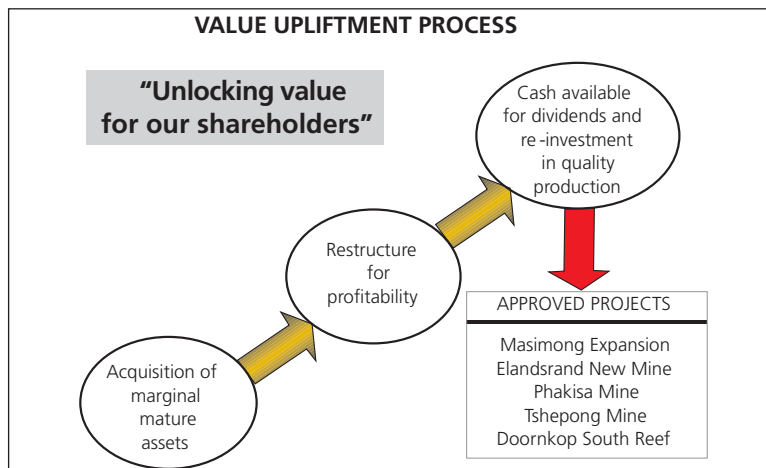 VALUE UPLIFTMENT PROCESS
“Unlocking value
for our shareholders”
Cash available
for dividends and
re-investment
in quality
production
Restructure
for
profitability
Acquisition of
marginal
mature
assets
APPROVED PROJECTS
Masimong Expansion
Elandsrand New Mine
Phakisa Mine
Tshepong Mine
Doornkop South Reef